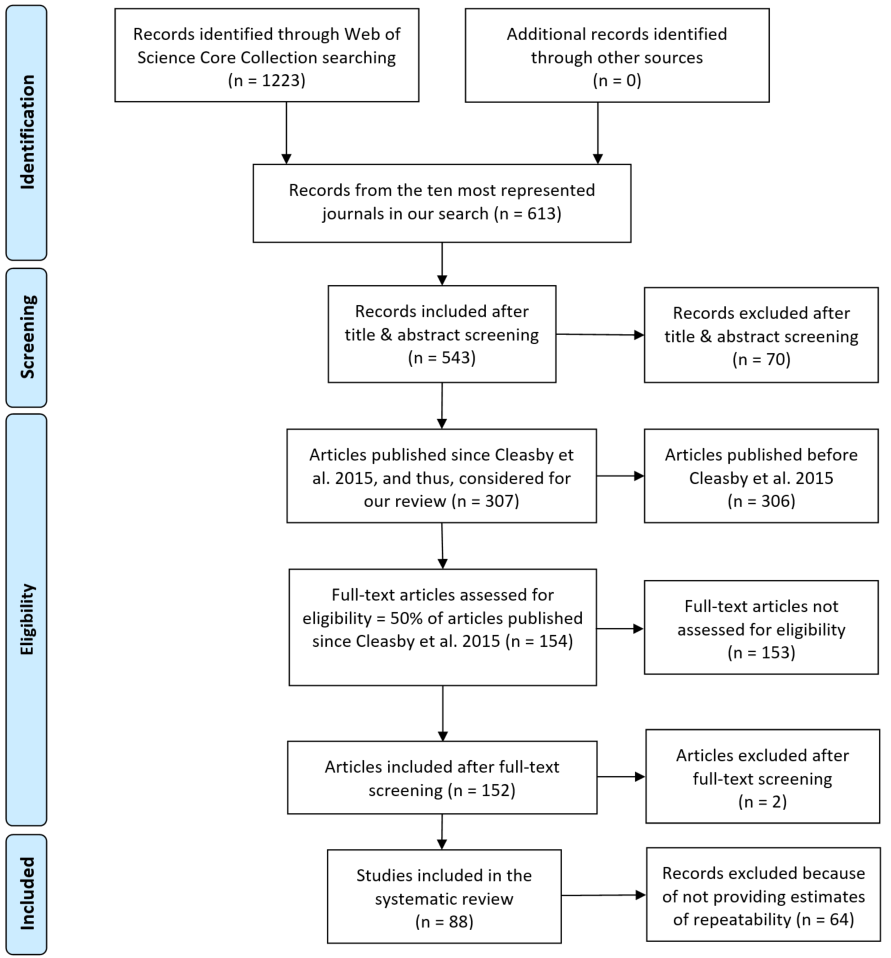 Identification
Records identified through Web of
Science Core Collection searching
(n = 1223)
Additional records identified
through other sources
(n = 0)
Records from the ten most represented
journals in our search (n = 613)
Screening
Records included after
title & abstract screening
(n = 543)
Records excluded after
title & abstract screening
(n = 70)
Eligibility
Articles published since Cleasby et
al. 2015, and thus, considered for
our review (n = 307)
Articles published before
Cleasby et al. 2015
(n = 306)
Full-text articles assessed for
eligibility = 50% of articles published
since Cleasby et al. 2015 (n = 154)
Full-text articles not
assessed for eligibility
(n = 153)
Articles included after full-text
screening (n = 152)
Articles excluded after
full-text screening
(n = 2)
Included
Studies included in the
systematic review
(n = 88)
Records excluded because
of not providing estimates
of repeatability (n = 64)